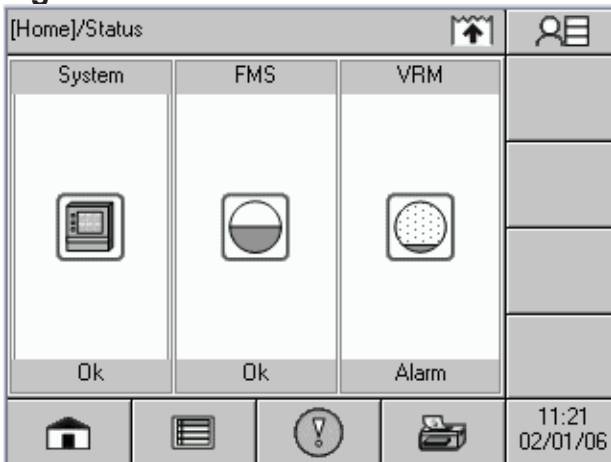 [Home]/Status
System FMS VRM
Ok Ok Alarm
11:21
02/01/06